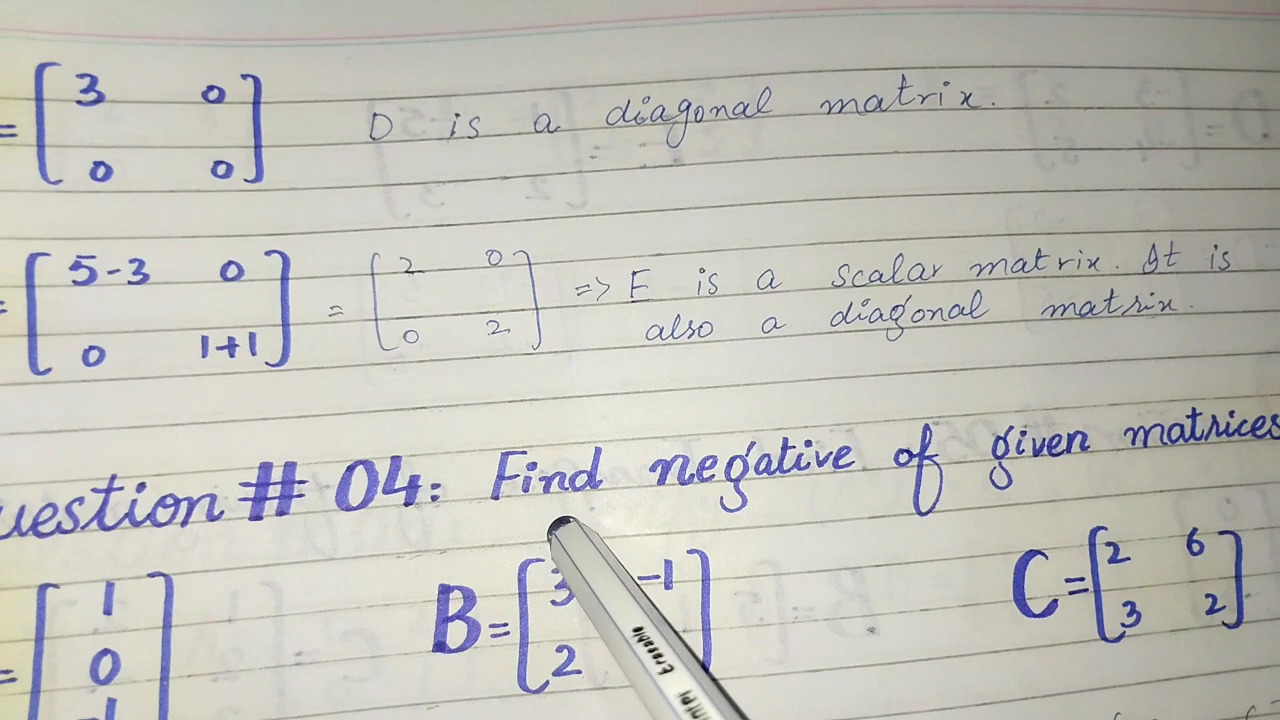 = [ 3 0
0 0 ] D is a diagonal matrix.
= [ 5-3 0
0 1+1 ] = [ 2 0
0 2 ] => E is a scalar matrix. It is
also a diagonal matrix.
uestion # 04: Find negative of given matrices
= [ 1
0
-1
B = [ 3 -1
2 ]
C = [ 2 6
3 2 ]
Erasable